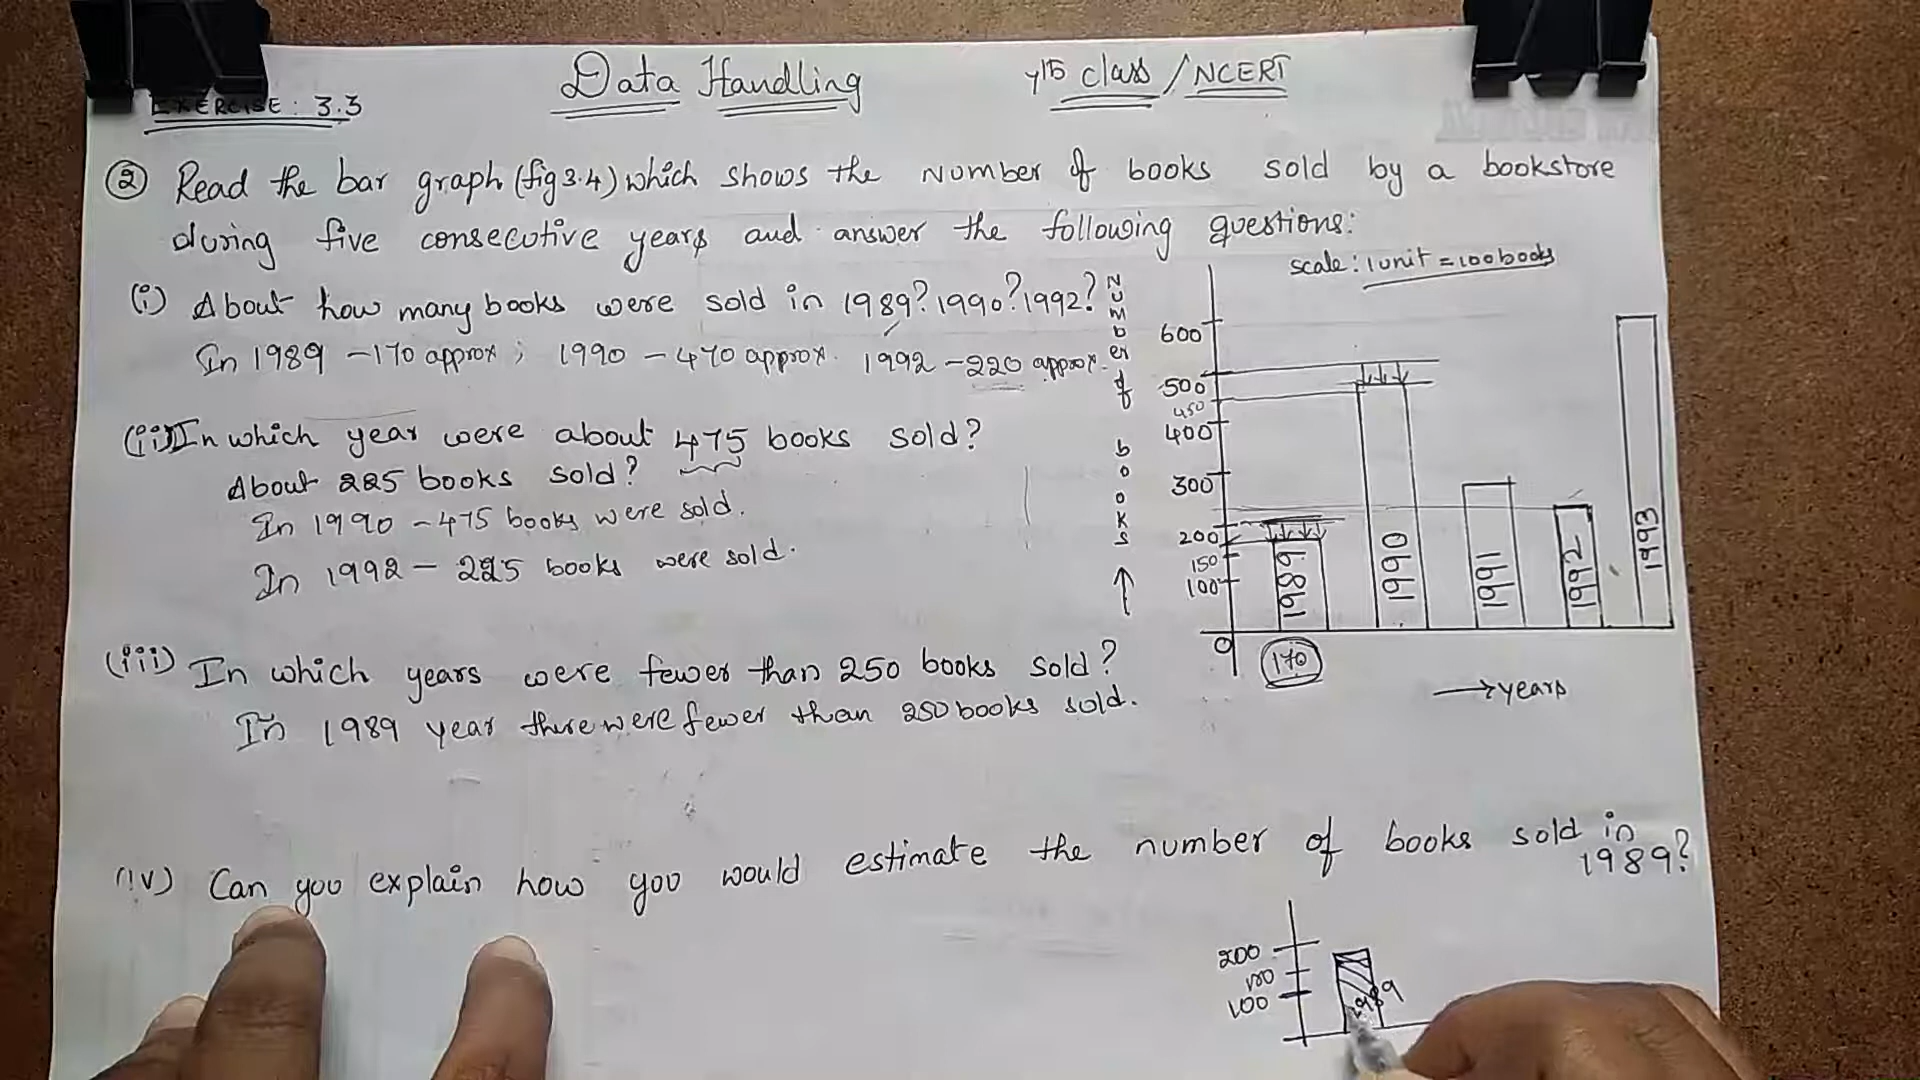 Data Handling
7th class / NCERT
EXERCISE : 3.3
② Read the bar graph (fig 3.4) which shows the Number of books sold by a bookstore
during five consecutive years and answer the following questions:
(i) About how many books were sold in 1989? 1990? 1992?
In 1989 – 170 approx ; 1990 – 470 approx. 1992 – 220 approx.
(ii) In which year were about 475 books sold?
About 225 books sold?
In 1990 – 475 books were sold.
In 1992 – 225 books were sold.
(iii) In which years were fewer than 250 books sold?
In 1989 year there were fewer than 250 books sold.
(iv) Can you explain how you would estimate the number of books sold in
1989?
scale : 1 unit = 100 books
Number of books
600
500
450
400
300
200
150
100
0
1989
1990
1991
1992
1993
170
→ years
200
100
1989